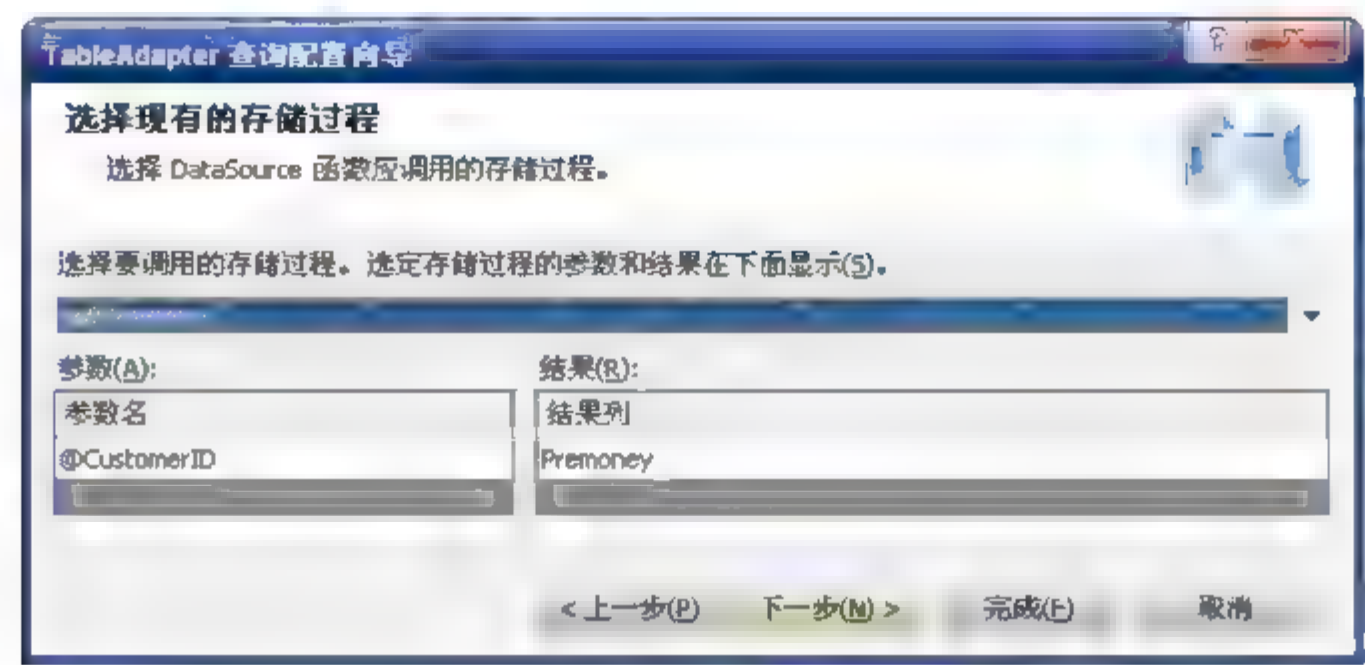 TableAdapter 查询配置向导
选择现有的存储过程
选择 DataSource 函数应调用的存储过程。
选择要调用的存储过程。选定存储过程的参数和结果在下面显示(S)。
参数(A): 结果(R):
参数名 结果列
@CustomerID Premoney
<上一步(P) 下一步(N)> 完成(F) 取消